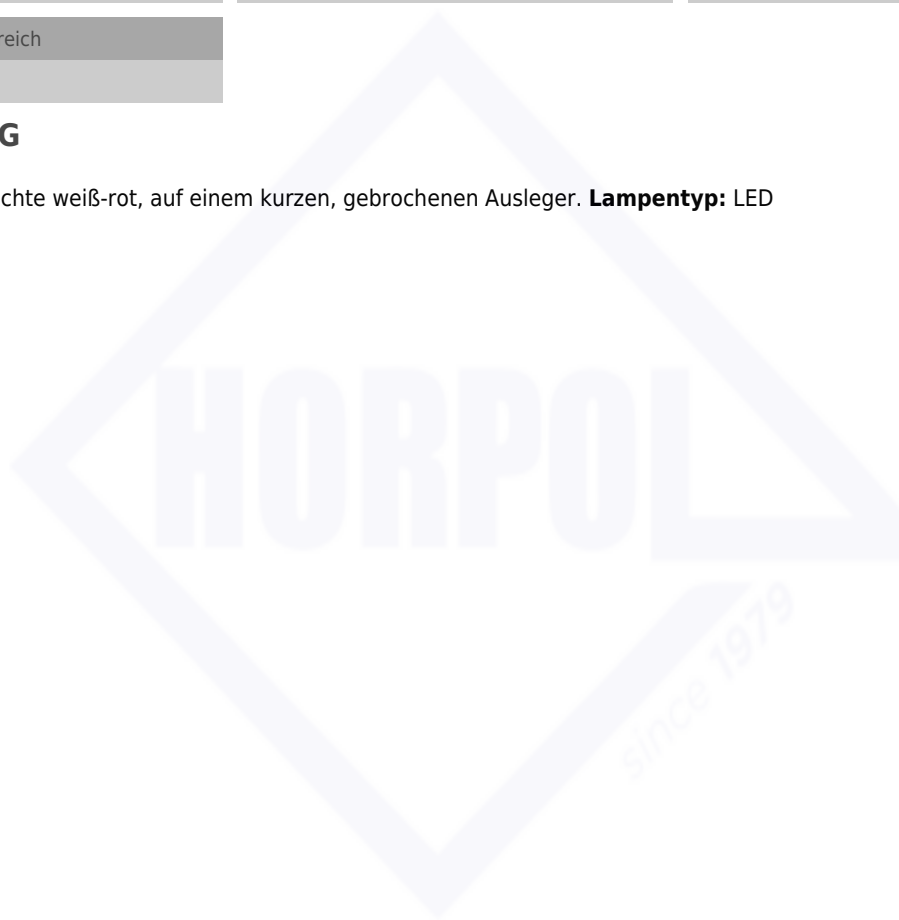 reich
G
chte weiß-rot, auf einem kurzen, gebrochenen Ausleger. Lampentyp: LED
HORPOL
since 1979